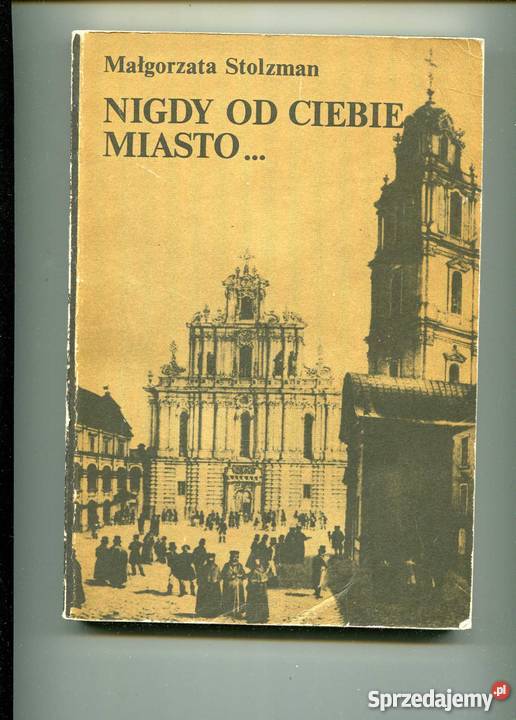 Małgorzata Stolzman
NIGDY OD CIEBIE
MIASTO...
Sprzedajemy.pl